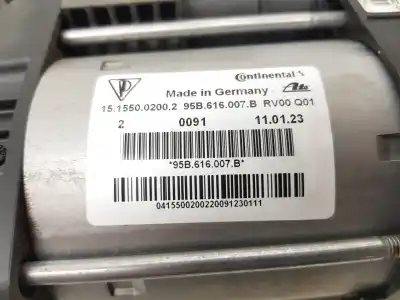 Continental
Made in Germany
15.1550.0200.2 95B.616.007.B RV00 Q01
2 0091 11.01.23
*95B.616.007.B*
0415500200220091230111